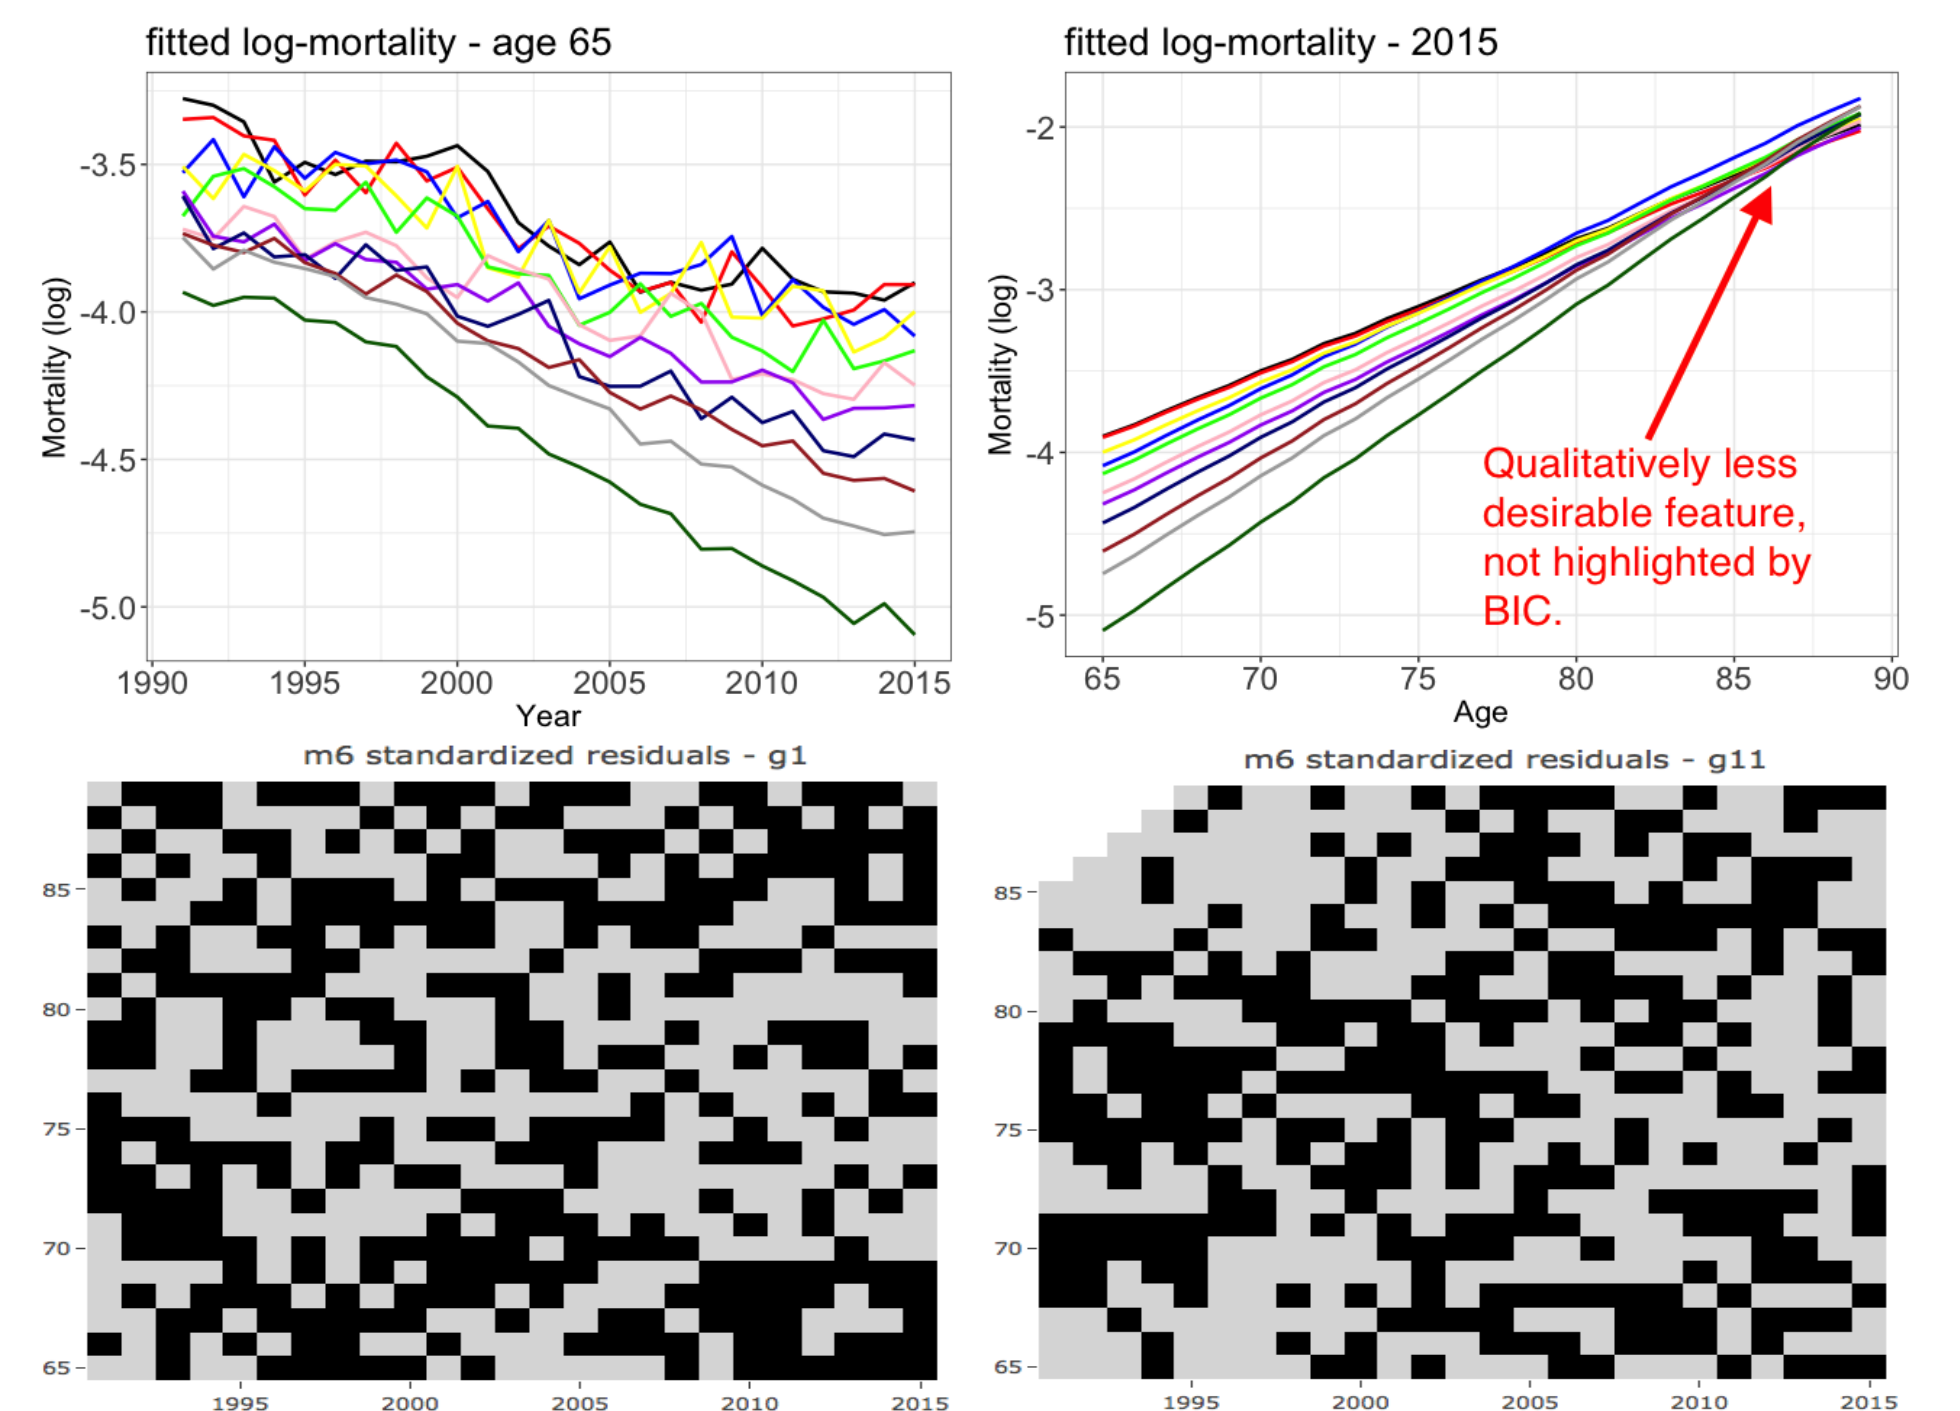 fitted log-mortality - age 65
Mortality (log)
-3.5
-4.0
-4.5
-5.0
1990 1995 2000 2005 2010 2015
Year
fitted log-mortality - 2015
Mortality (log)
-2
-3
-4
-5
Qualitatively less
desirable feature,
not highlighted by
BIC.
65 70 75 80 85 90
Age
m6 standardized residuals - g1
85
80
75
70
65
1995 2000 2005 2010 2015
m6 standardized residuals - g11
85
80
75
70
65
1995 2000 2005 2010 2015